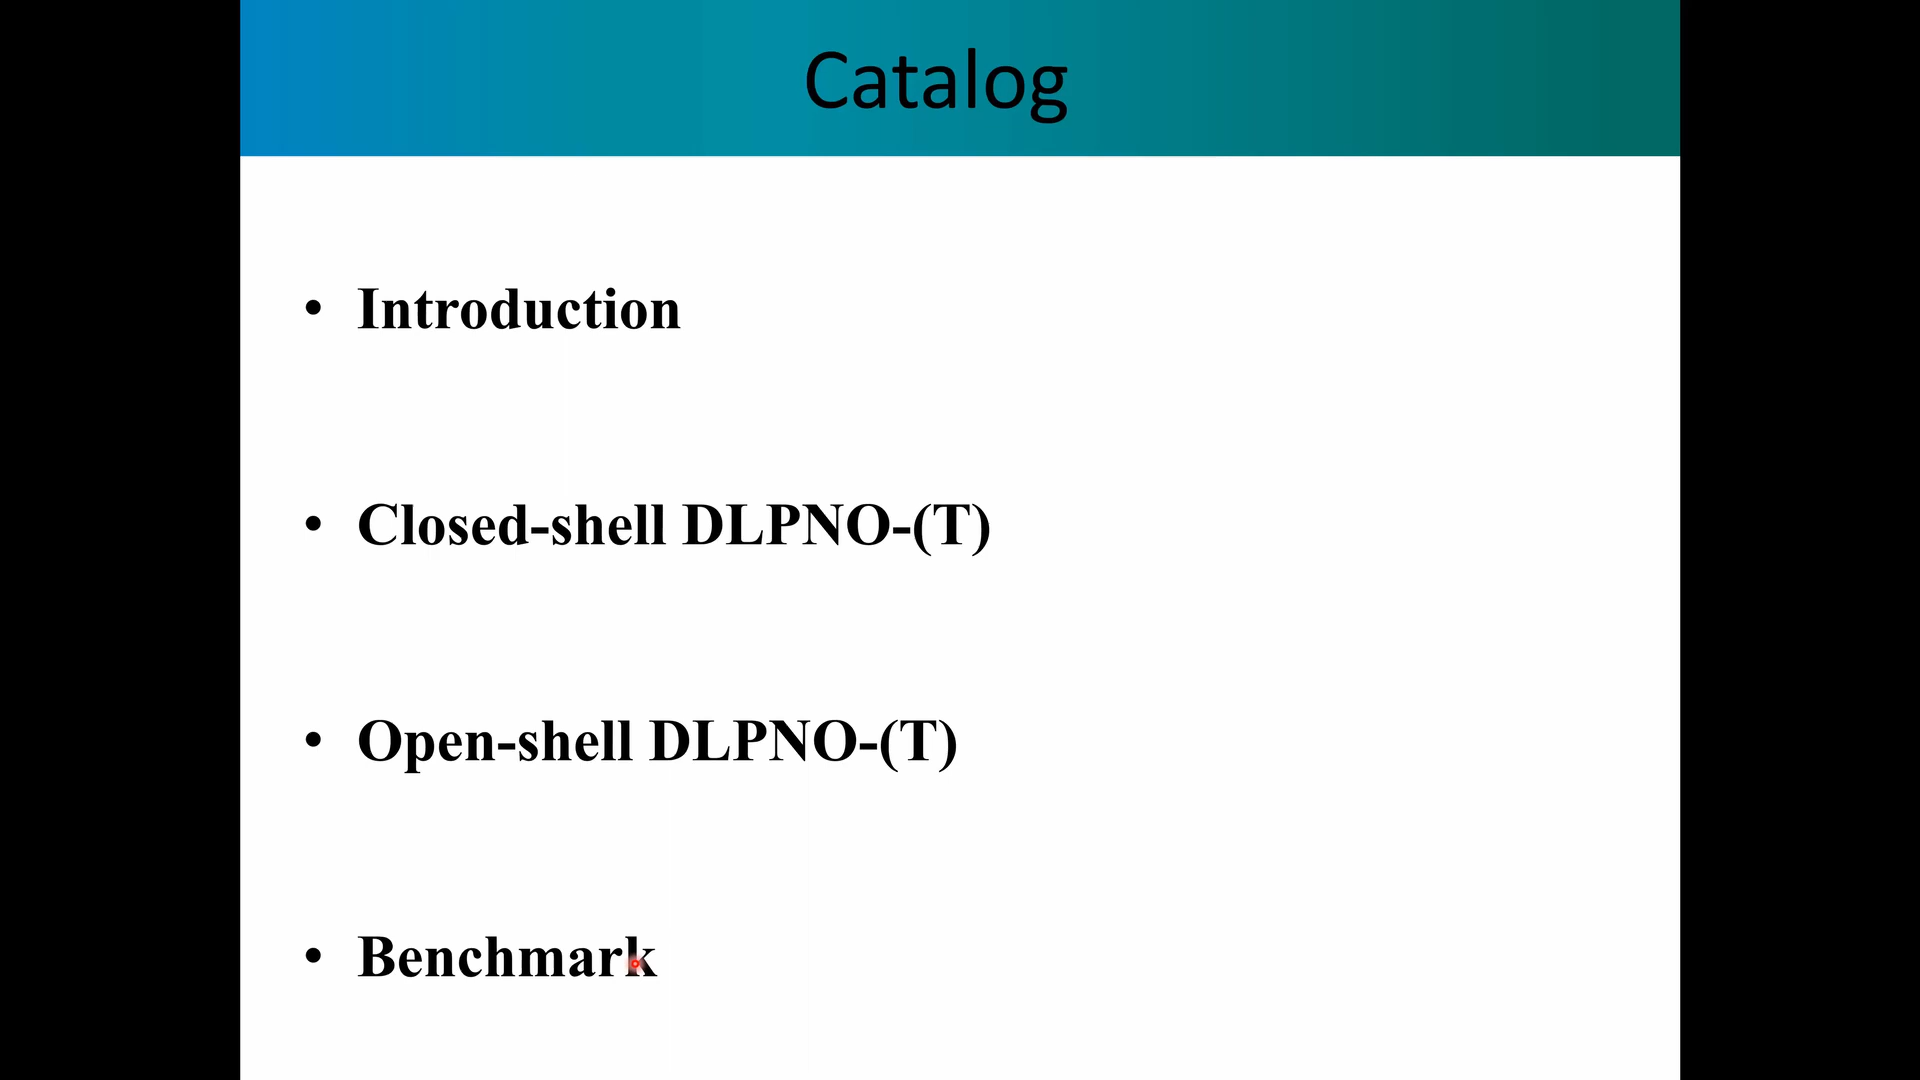 Catalog
• Introduction
• Closed-shell DLPNO-(T)
• Open-shell DLPNO-(T)
• Benchmark